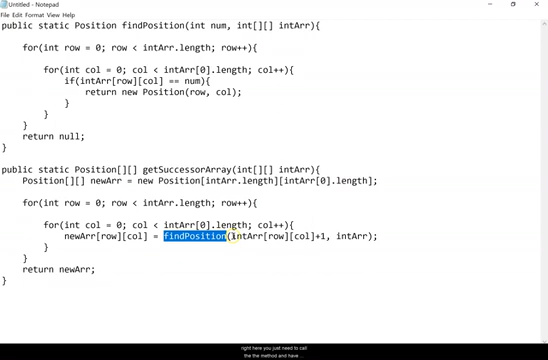 Untitled - Notepad
File Edit Format View Help
public static Position findPosition(int num, int[][] intArr){
for(int row = 0; row < intArr.length; row++){
for(int col = 0; col < intArr[0].length; col++){
if(intArr[row][col] == num){
return new Position(row, col);
}
}
}
return null;
}
public static Position[][] getSuccessorArray(int[][] intArr){
Position[][] newArr = new Position[intArr.length][intArr[0].length];
for(int row = 0; row < intArr.length; row++){
for(int col = 0; col < intArr[0].length; col++){
newArr[row][col] = findPosition(intArr[row][col]+1, intArr);
}
}
return newArr;
}
right here you just need to call
the the method and have ...